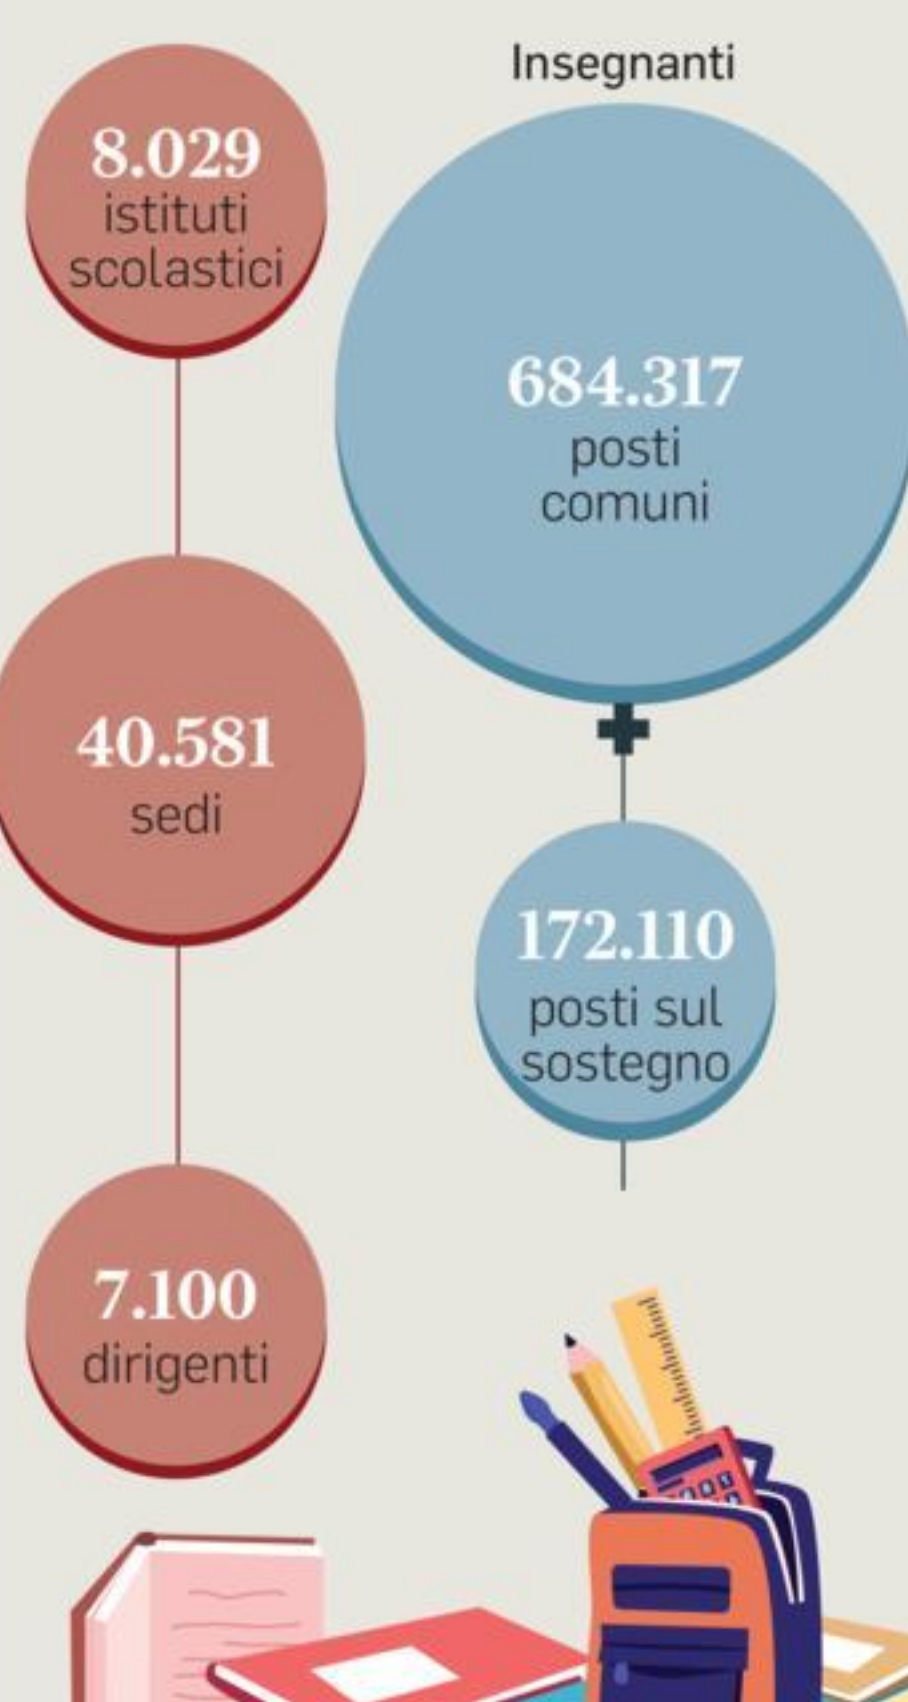 8.029
istituti
scolastici
40.581
sedi
7.100
dirigenti
Insegnanti
684.317
posti
comuni
172.110
posti sul
sostegno